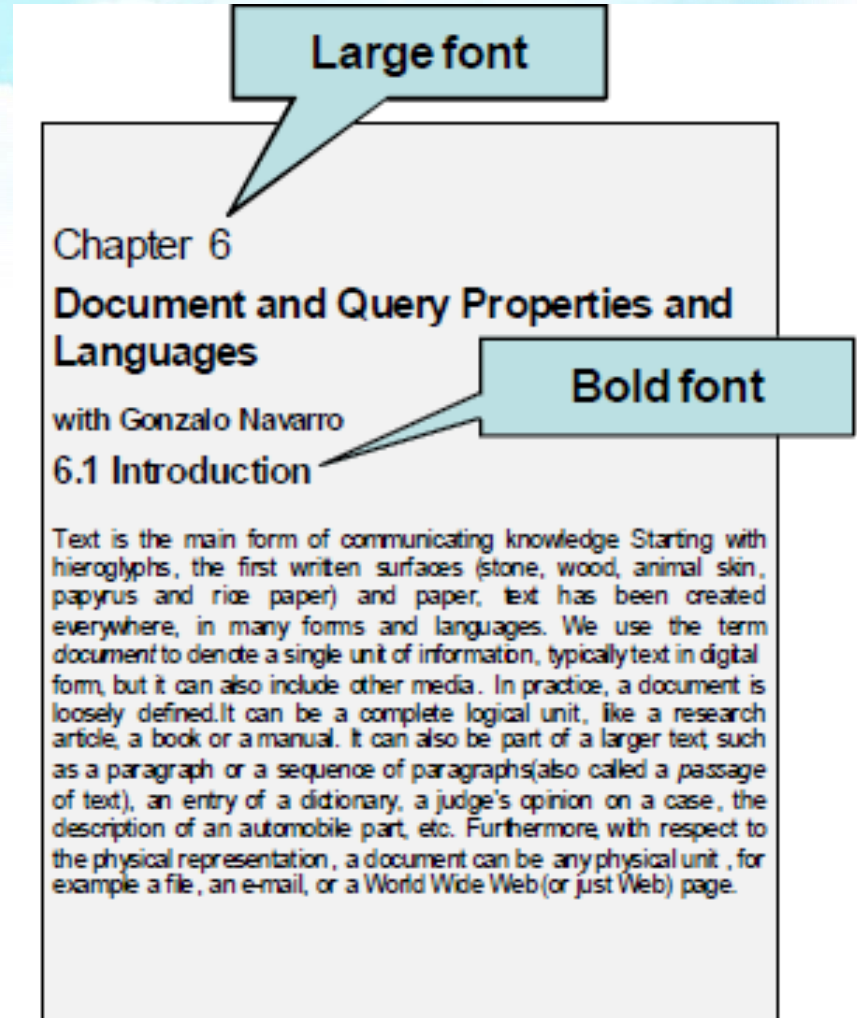 Large font
Chapter 6
Document and Query Properties and
Languages
Bold font
with Gonzalo Navarro
6.1 Introduction
Text is the main form of communicating knowledge Starting with
hieroglyphs, the first written surfaces (stone, wood, animal skin,
papyrus and rice paper) and paper, text has been created
everywhere, in many forms and languages. We use the term
document to denote a single unit of information, typically text in digital
form, but it can also include other media. In practice, a document is
loosely defined.It can be a complete logical unit, like a research
article, a book or a manual. It can also be part of a larger text, such
as a paragraph or a sequence of paragraphs(also called a passage
of text), an entry of a dictionary, a judge's opinion on a case, the
description of an automobile part, etc. Furthermore, with respect to
the physical representation, a document can be any physical unit, for
example a file, an e-mail, or a World Wide Web(or just Web) page.